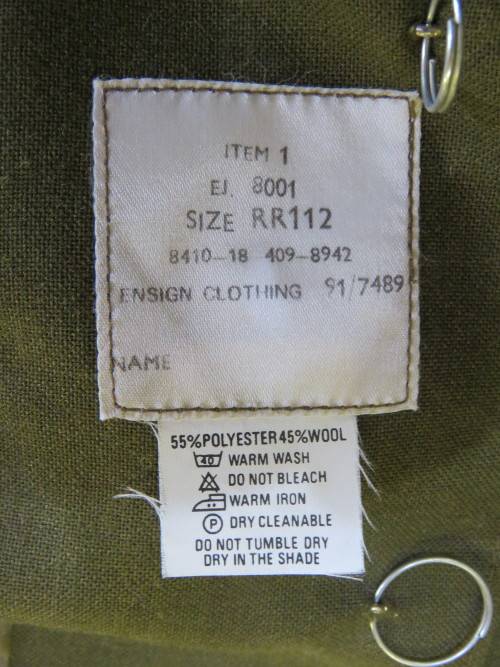 ITEM 1
EJ. 8001
SIZE RR112
8410-18 409-8942
ENSIGN CLOTHING 91/7489
NAME
55%POLYESTER45%WOOL
40 WARM WASH
DO NOT BLEACH
WARM IRON
P DRY CLEANABLE
DO NOT TUMBLE DRY
DRY IN THE SHADE